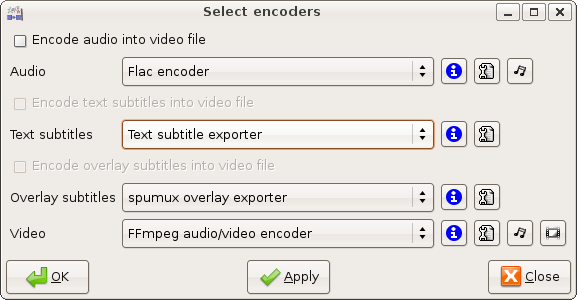 Select encoders
Encode audio into video file
Audio Flac encoder
Encode text subtitles into video file
Text subtitles Text subtitle exporter
Encode overlay subtitles into video file
Overlay subtitles spumux overlay exporter
Video FFmpeg audio/video encoder
OK Apply Close